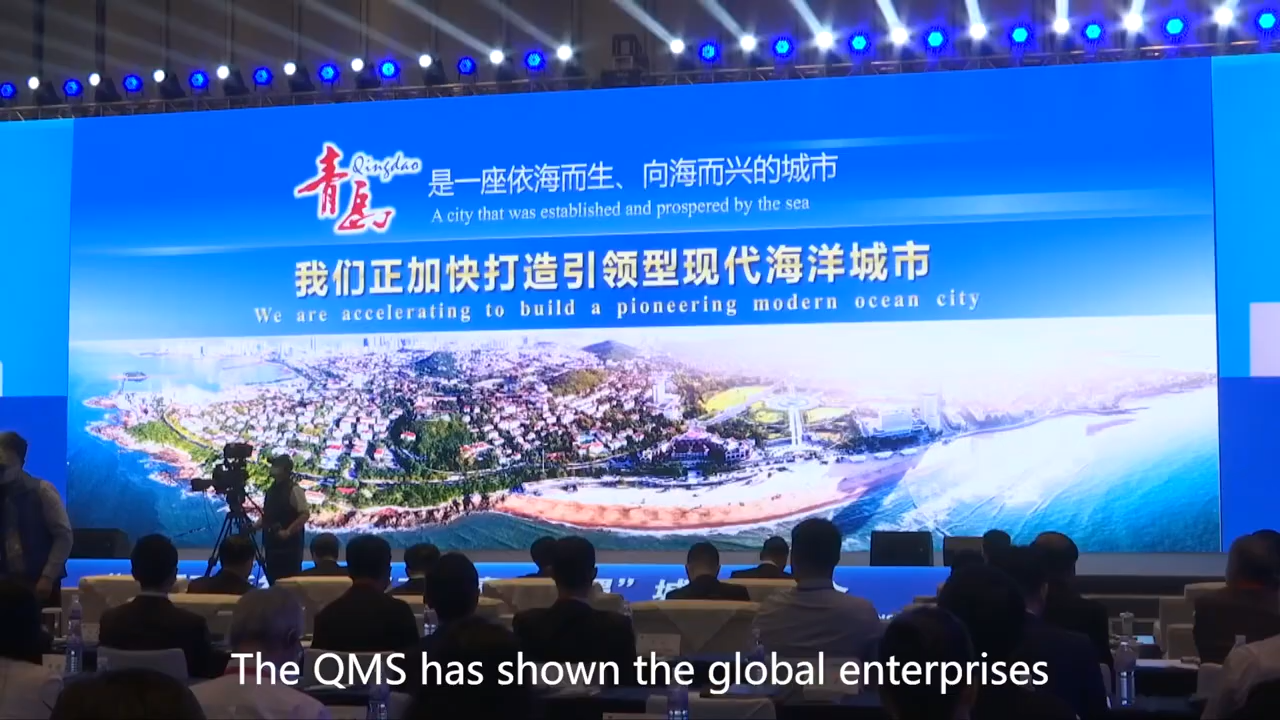 青岛 Qingdao
是一座依海而生、向海而兴的城市
A city that was established and prospered by the sea
我们正加快打造引领型现代海洋城市
We are accelerating to build a pioneering modern ocean city
The QMS has shown the global enterprises